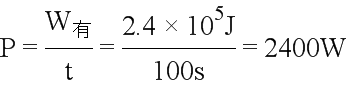 P = W有 / t = 2.4 × 10⁵J / 100s = 2400W